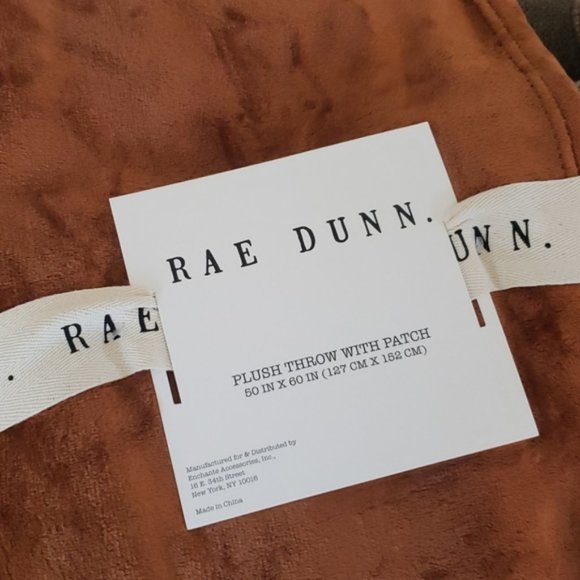 RAE DUNN.
. RAE
UNN.
PLUSH THROW WITH PATCH
50 IN X 60 IN (127 CM X 152 CM)
Manufactured for & Distributed by
Enchante Accessories, Inc.,
16 E. 34th Street
New York, NY 10016
Made in China